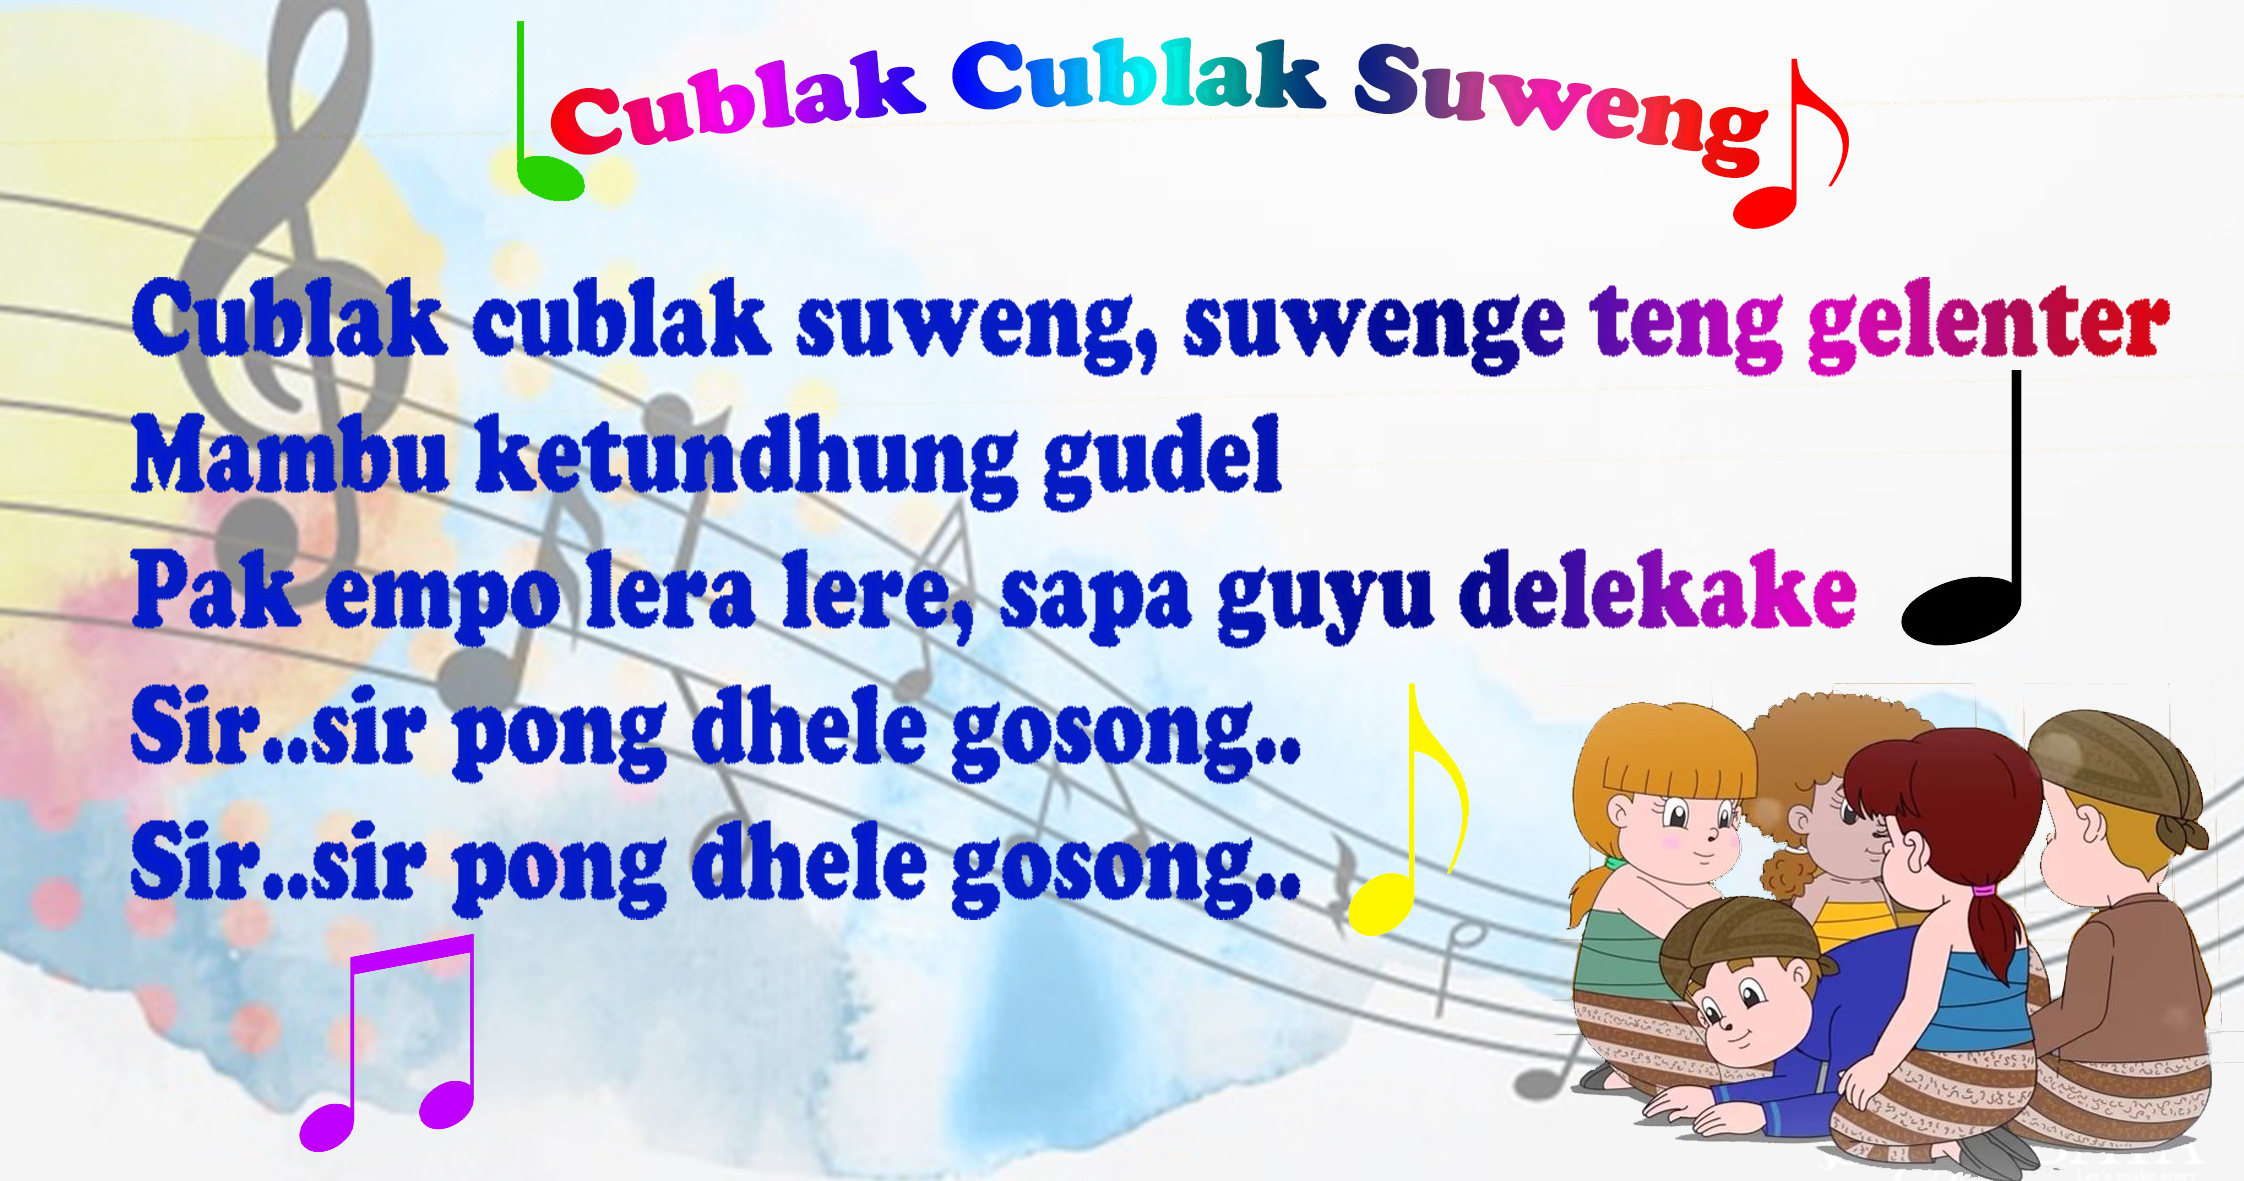 Cublak Cublak Suweng
Cublak cublak suweng, suwenge teng gelenter
Mambu ketundhung gudel
Pak empo lera lere, sapa guyu delekake
Sir..sir pong dhele gosong..
Sir..sir pong dhele gosong..